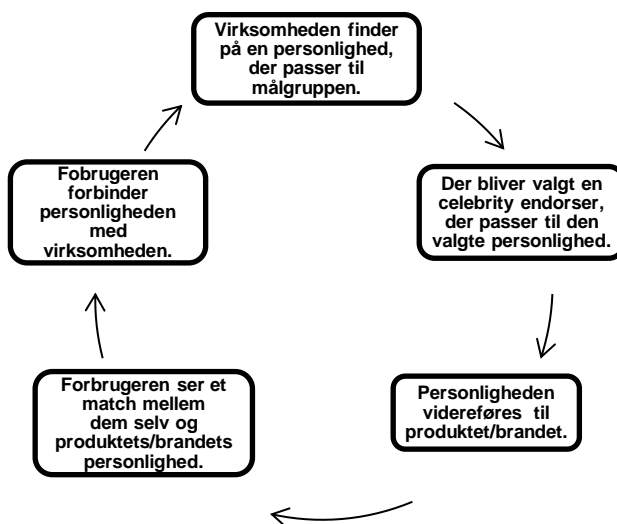 Virksomheden finder
på en personlighed,
der passer til
målgruppen.
Der bliver valgt en
celebrity endorser,
der passer til den
valgte personlighed.
Personligheden
videreføres til
produktet/brandet.
Forbrugeren ser et
match mellem
dem selv og
produktets/brandets
personlighed.
Fobrugeren
forbinder
personligheden
med
virksomheden.